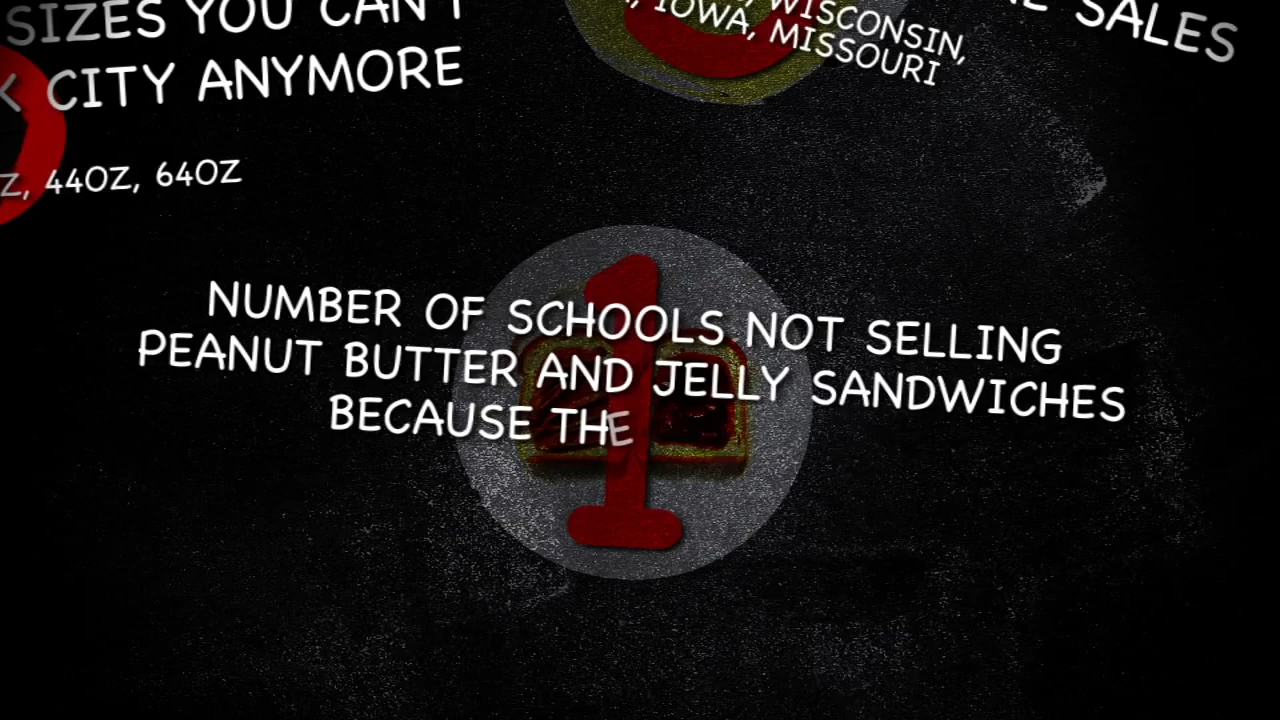 SIZES YOU CAN'T
CITY ANYMORE
44OZ, 64OZ
WISCONSIN,
IOWA, MISSOURI
SALES
1
NUMBER OF SCHOOLS NOT SELLING
PEANUT BUTTER AND JELLY SANDWICHES
BECAUSE THE